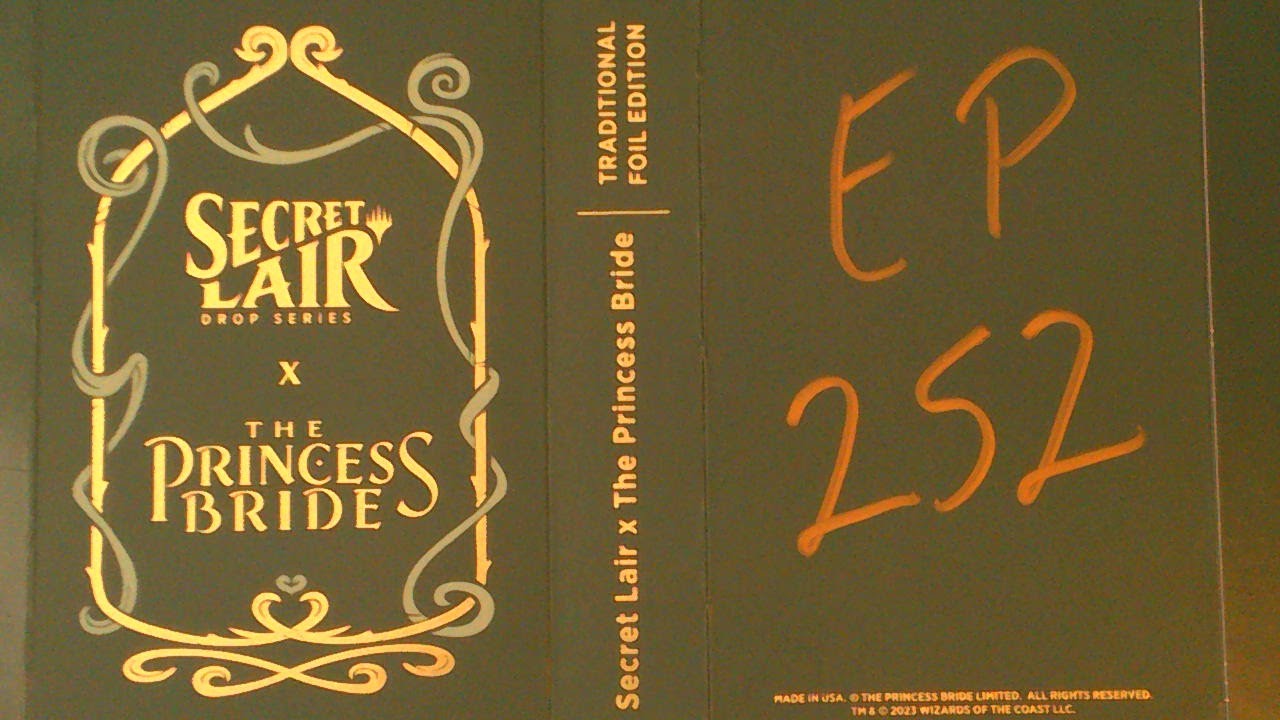 SECRET
LAIR
DROP SERIES
X
THE
PRINCESS
BRIDE
Secret Lair x The Princess Bride
TRADITIONAL
FOIL EDITION
EP
252
MADE IN USA. © THE PRINCESS BRIDE LIMITED. ALL RIGHTS RESERVED.
TM & © 2023 WIZARDS OF THE COAST LLC.